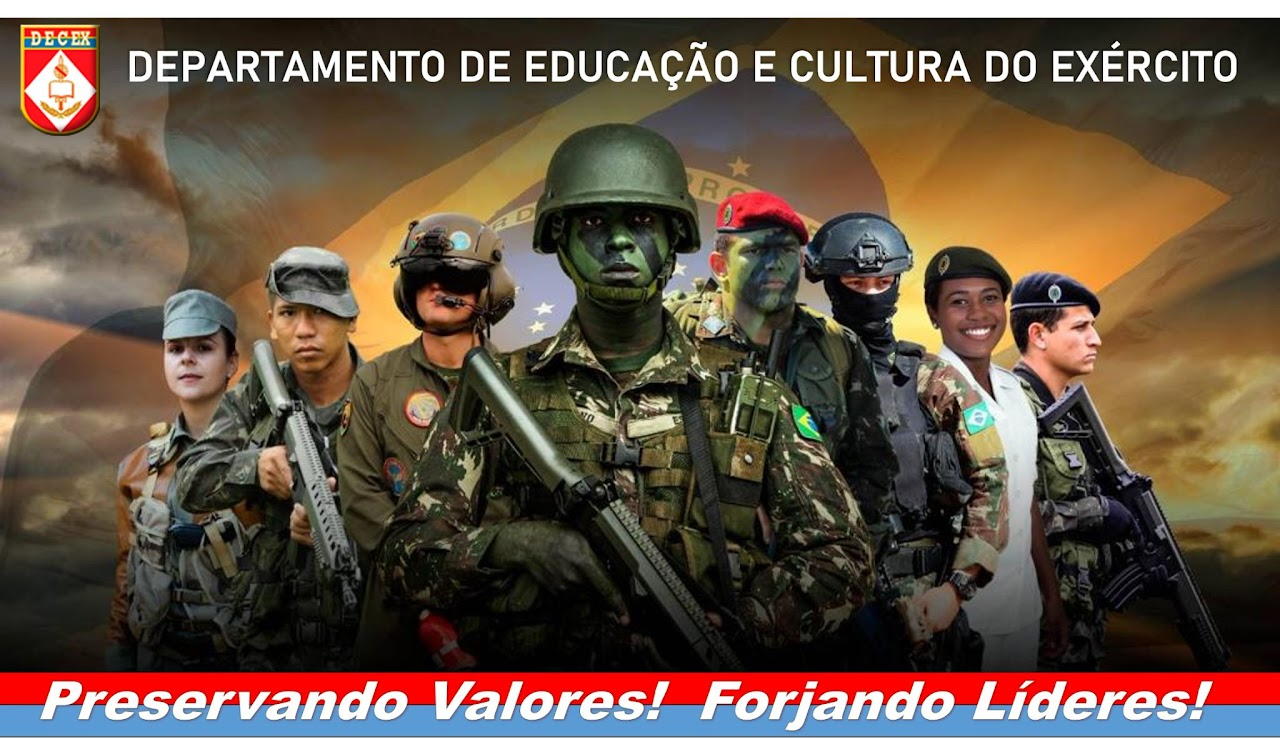 DECEX
DEPARTAMENTO DE EDUCAÇÃO E CULTURA DO EXÉRCITO
Preservando Valores! Forjando Líderes!